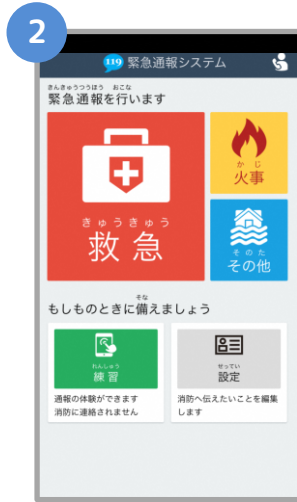 2
119 緊急通報システム
きんきゅうつうほう おこな
緊急通報を行います
きゅうきゅう
救急
かじ
火事
そのた
その他
そな
もしものときに備えましょう
れんしゅう
練習
通報の体験ができます
消防に連絡されません
せってい
設定
消防へ伝えたいことを編集
します